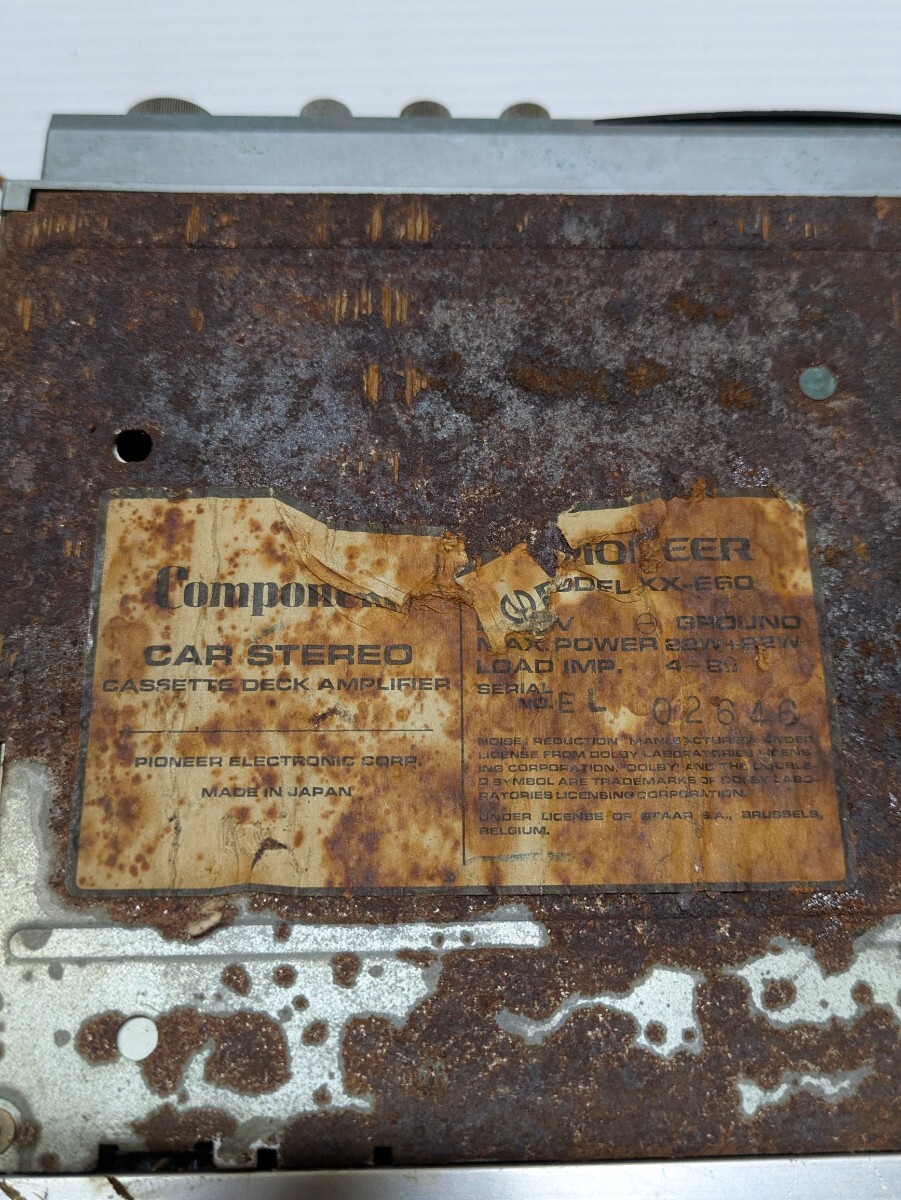 Compone
CAR STEREO
CASSETTE DECK AMPLIFIER
PIONEER ELECTRONIC CORP.
MADE IN JAPAN
PIONEER
MODEL KX-E60
V ⊖ GROUND
MAX. POWER 22W+22W
LOAD IMP. 4~8Ω
SERIAL
NO. EL 02646
NOISE REDUCTION MANUFACTURED UNDER
LICENSE FROM DOLBY LABORATORIES LICENS-
ING CORPORATION. "DOLBY" AND THE DOUBLE-
D SYMBOL ARE TRADEMARKS OF DOLBY LABO-
RATORIES LICENSING CORPORATION.
UNDER LICENSE OF STAAR S.A., BRUSSELS,
BELGIUM.